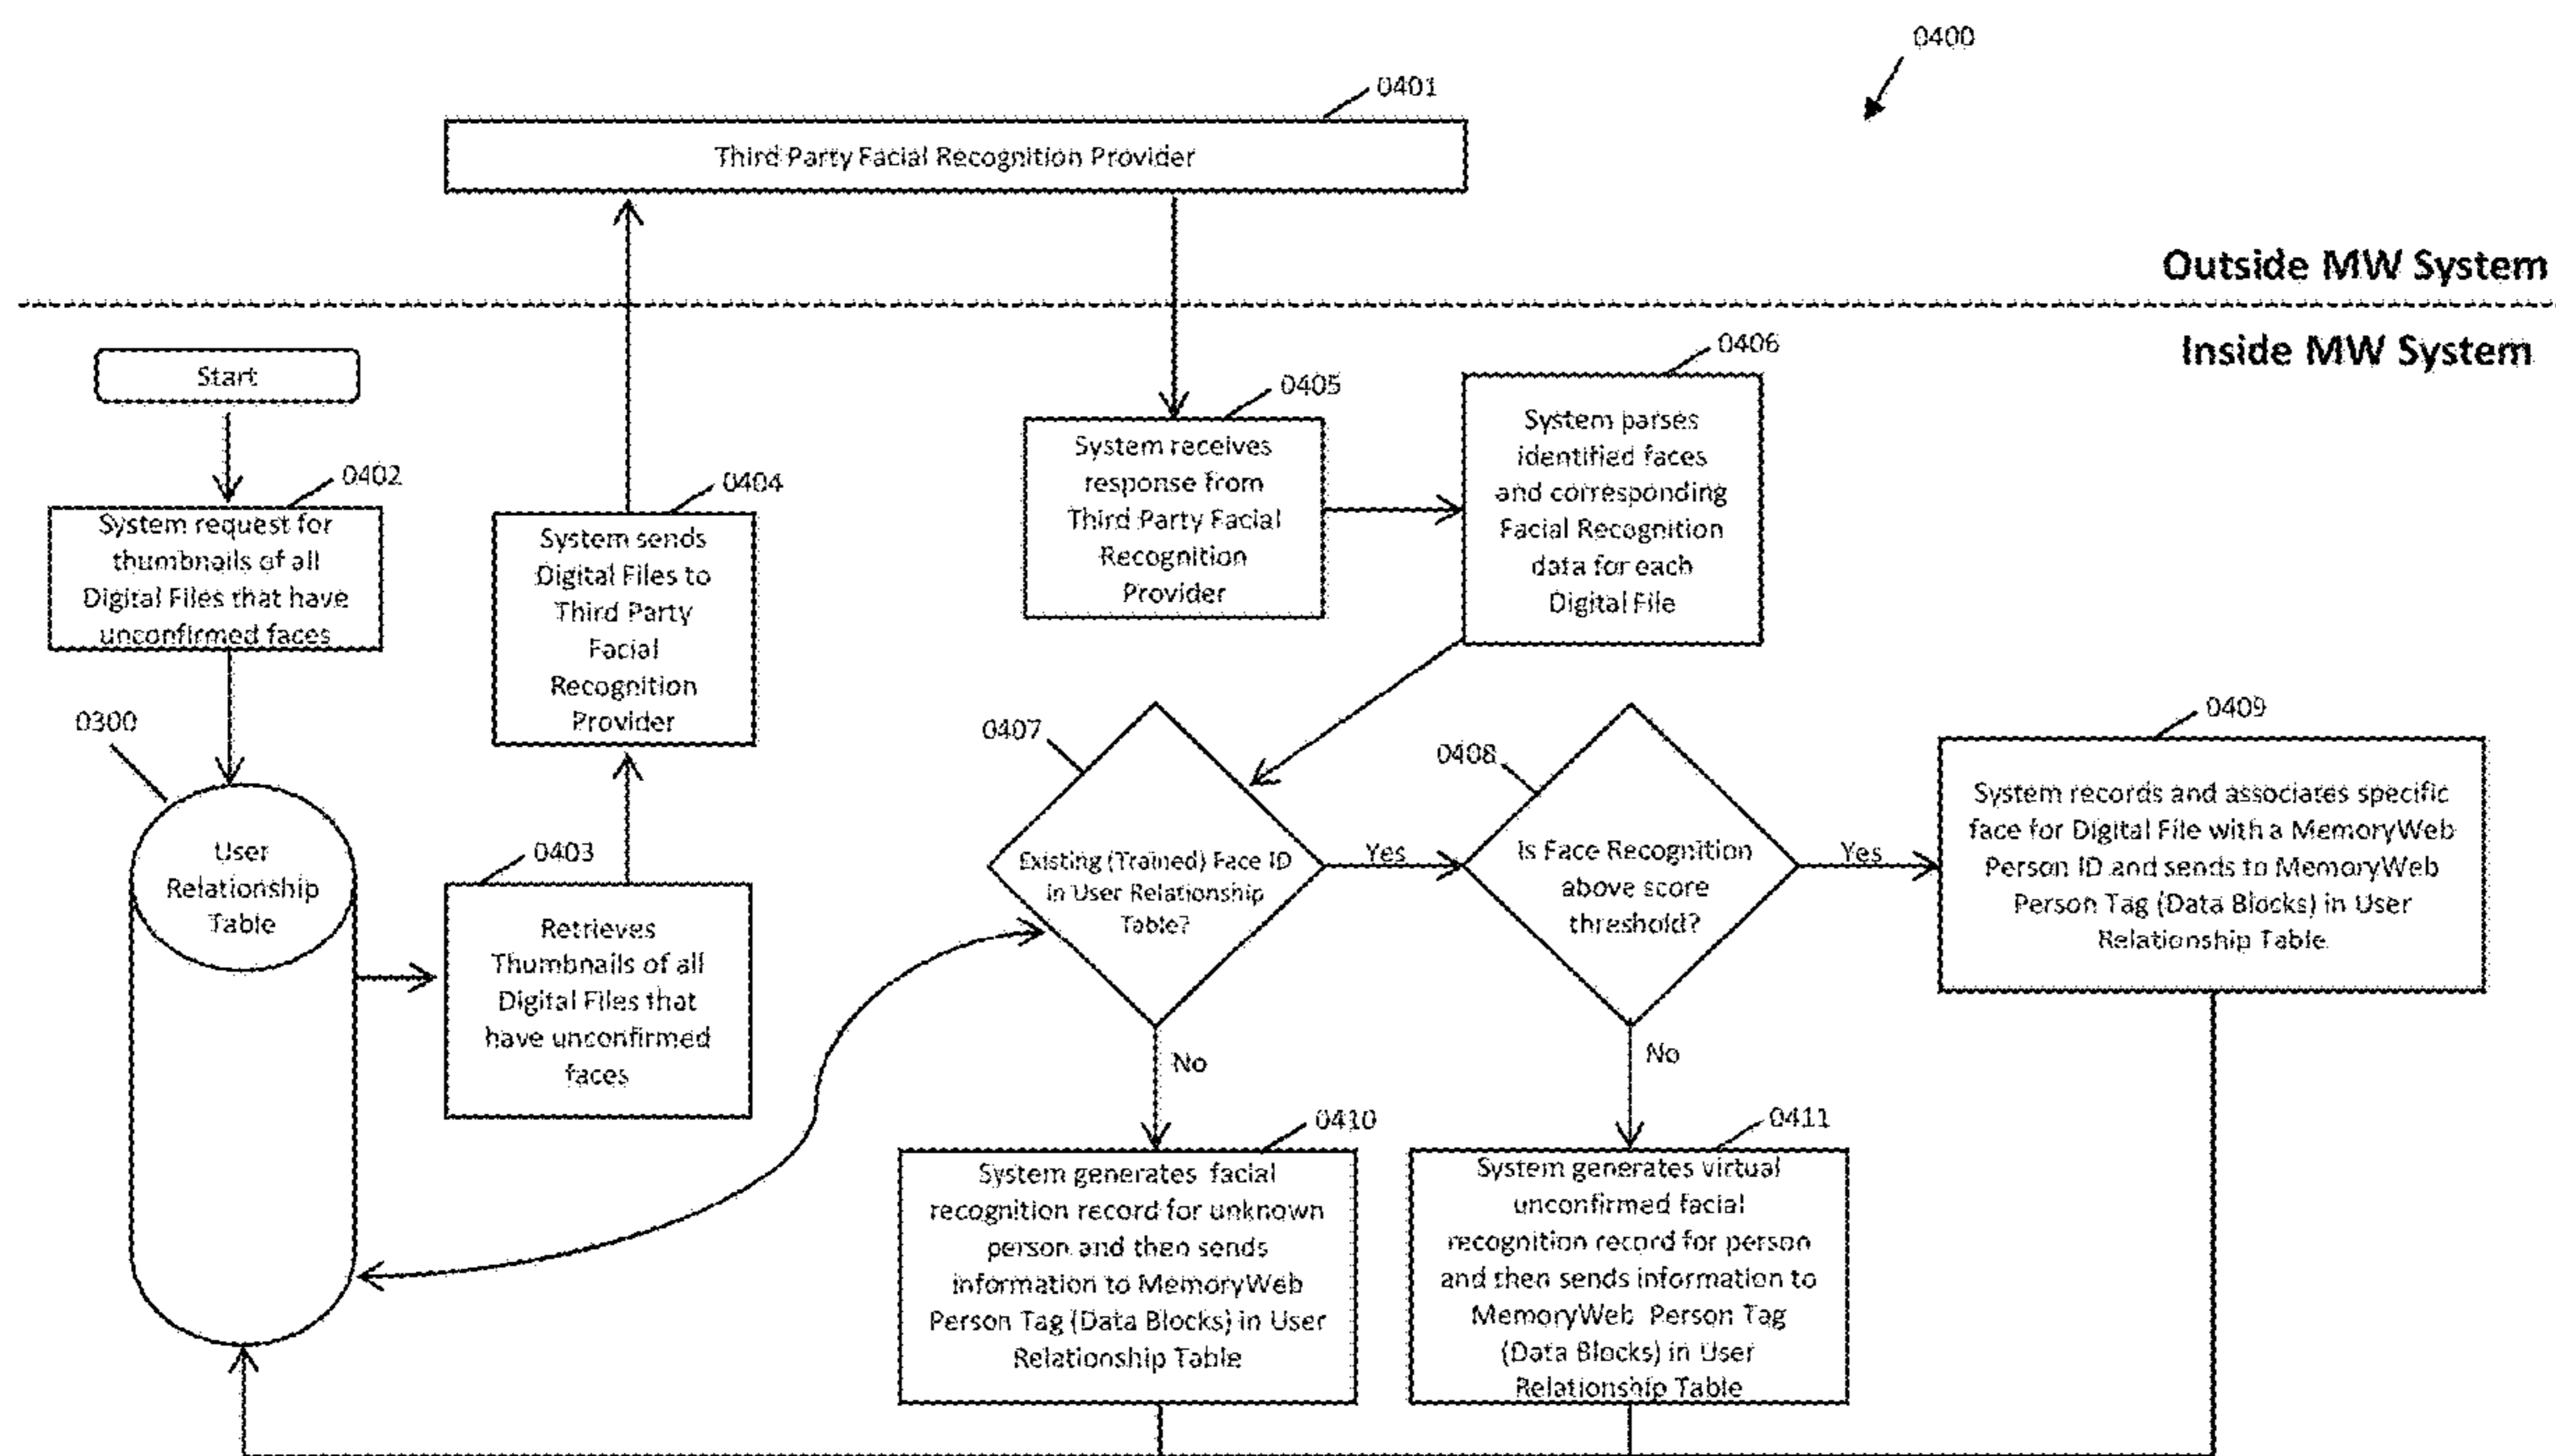 0400
0401
Third Party Facial Recognition Provider
Outside MW System
Inside MW System
Start
0402
System request for
thumbnails of all
Digital Files that have
unconfirmed faces
0300
User
Relationship
Table
0403
Retrieves
Thumbnails of all
Digital Files that
have unconfirmed
faces
0404
System sends
Digital Files to
Third Party
Facial
Recognition
Provider
0405
System receives
response from
Third Party Facial
Recognition
Provider
0406
System parses
identified faces
and corresponding
Facial Recognition
data for each
Digital File
0407
Existing (Trained) Face ID
in User Relationship
Table?
Yes
No
0408
Is Face Recognition
above score
threshold?
Yes
No
0409
System records and associates specific
face for Digital File with a MemoryWeb
Person ID and sends to MemoryWeb
Person Tag (Data Blocks) in User
Relationship Table
0410
System generates facial
recognition record for unknown
person and then sends
information to MemoryWeb
Person Tag (Data Blocks) in User
Relationship Table
0411
System generates virtual
unconfirmed facial
recognition record for person
and then sends information to
MemoryWeb Person Tag
(Data Blocks) in User
Relationship Table